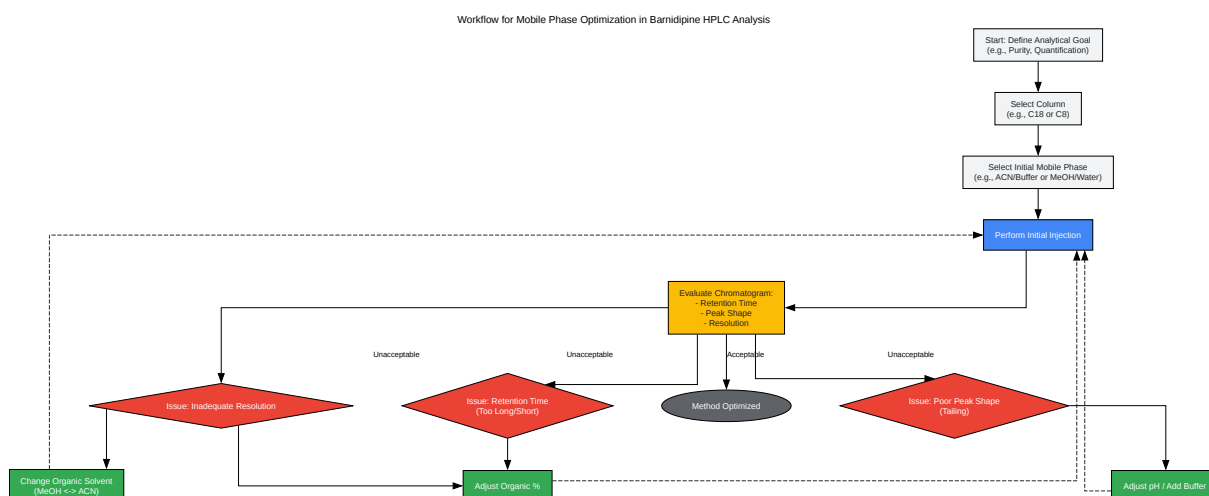 Workflow for Mobile Phase Optimization in Barnidipine HPLC Analysis
Start: Define Analytical Goal
(e.g., Purity, Quantification)
Select Column
(e.g., C18 or C8)
Select Initial Mobile Phase
(e.g., ACN/Buffer or MeOH/Water)
Perform Initial Injection
Evaluate Chromatogram:
- Retention Time
- Peak Shape
- Resolution
Unacceptable
Unacceptable
Acceptable
Unacceptable
Issue: Inadequate Resolution
Issue: Retention Time
(Too Long/Short)
Method Optimized
Issue: Poor Peak Shape
(Tailing)
Change Organic Solvent
(MeOH <-> ACN)
Adjust Organic %
Adjust pH / Add Buffer